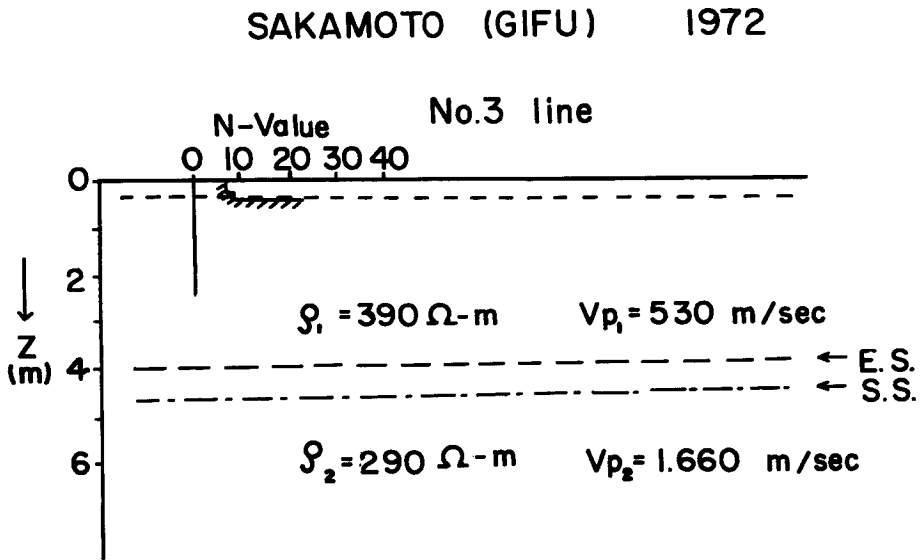 SAKAMOTO (GIFU) 1972
No.3 line
N-Value
0 10 20 30 40
0
2
ρ₁ = 390 Ω-m Vp₁ = 530 m/sec
Z
(m)
4
E.S.
S.S.
ρ₂ = 290 Ω-m Vp₂ = 1.660 m/sec
6